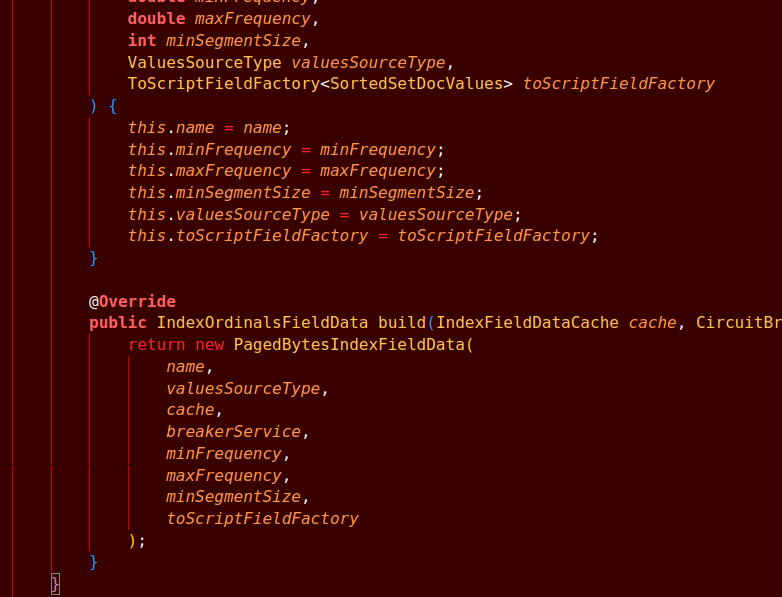 double minFrequency,
double maxFrequency,
int minSegmentSize,
ValuesSourceType valuesSourceType,
ToScriptFieldFactory<SortedSetDocValues> toScriptFieldFactory
) {
this.name = name;
this.minFrequency = minFrequency;
this.maxFrequency = maxFrequency;
this.minSegmentSize = minSegmentSize;
this.valuesSourceType = valuesSourceType;
this.toScriptFieldFactory = toScriptFieldFactory;
}
@Override
public IndexOrdinalsFieldData build(IndexFieldDataCache cache, CircuitBr
return new PagedBytesIndexFieldData(
name,
valuesSourceType,
cache,
breakerService,
minFrequency,
maxFrequency,
minSegmentSize,
toScriptFieldFactory
);
}
}